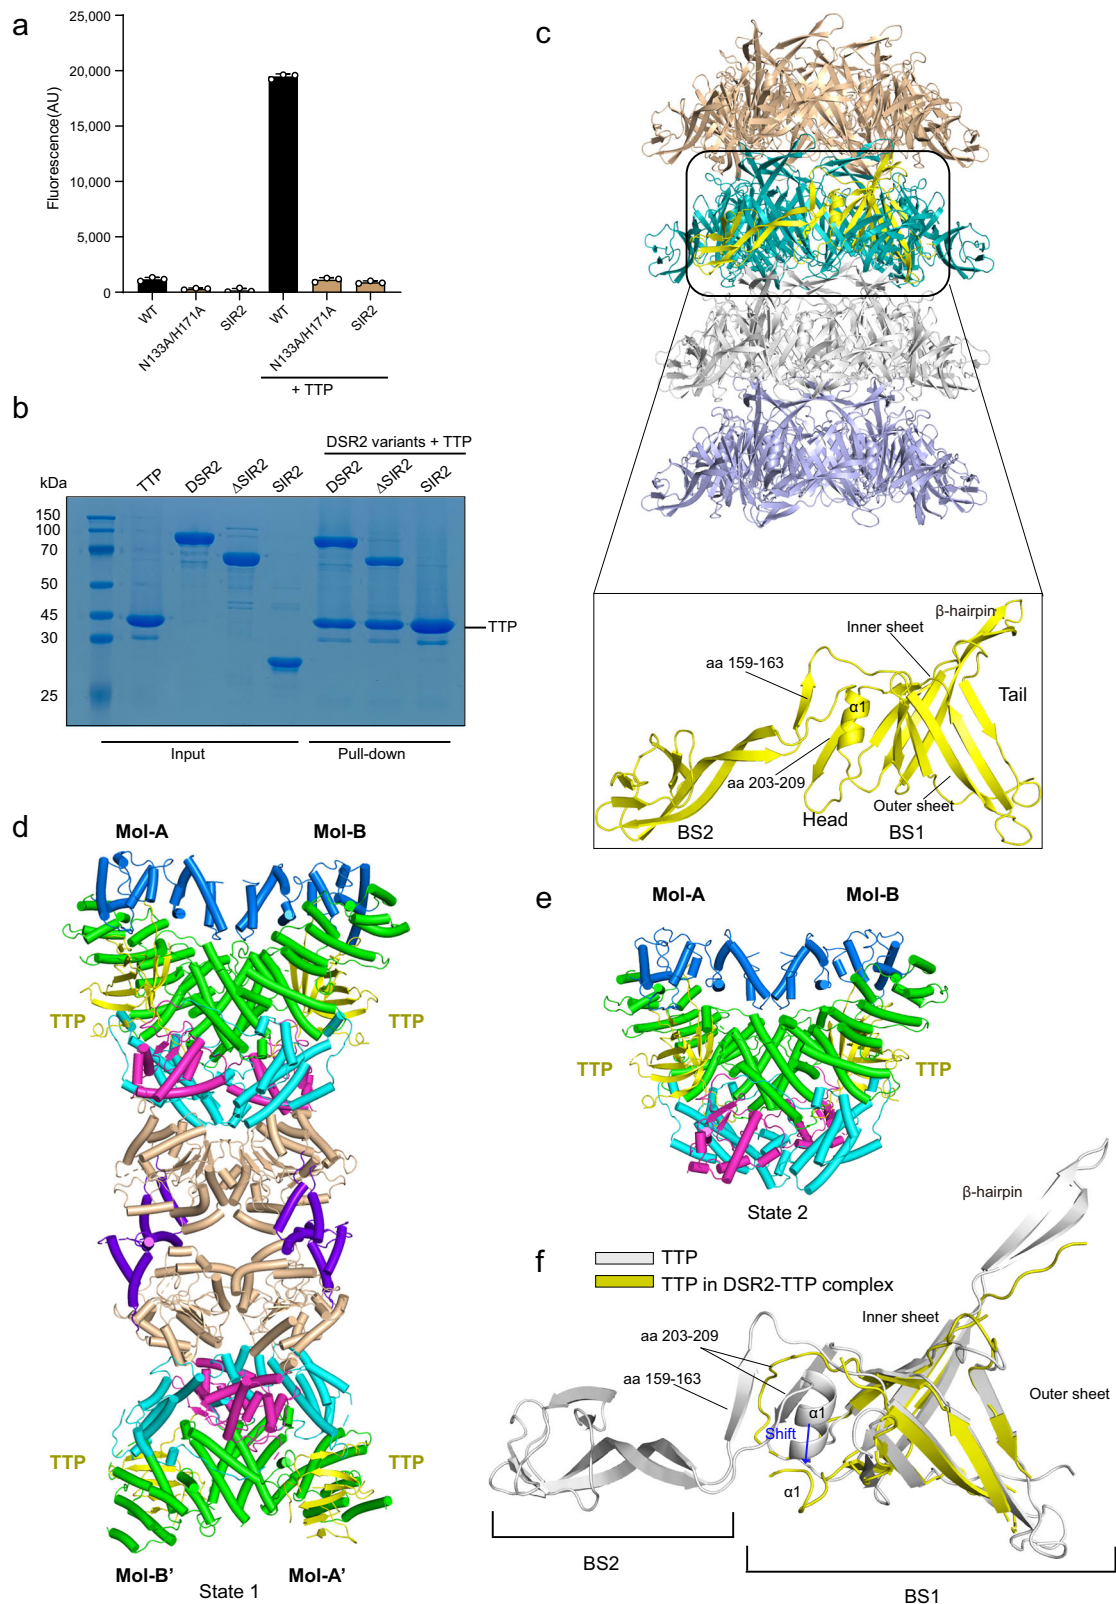 a
Fluorescence(AU)
25,000
20,000
15,000
10,000
5,000
0
WT
N133A/H171A
SIR2
WT
N133A/H171A
SIR2
+ TTP
b
DSR2 variants + TTP
kDa
TTP
DSR2
ΔSIR2
SIR2
DSR2
ΔSIR2
SIR2
150
100
70
50
45
30
25
TTP
Input
Pull-down
c
β-hairpin
Inner sheet
aa 159-163
Tail
α1
aa 203-209
Outer sheet
Head
BS2
BS1
d
Mol-A
Mol-B
TTP
TTP
TTP
TTP
Mol-B’
Mol-A’
State 1
e
Mol-A
Mol-B
TTP
TTP
State 2
f
TTP
TTP in DSR2-TTP complex
β-hairpin
Inner sheet
aa 203-209
aa 159-163
Outer sheet
α1
Shift
α1
BS2
BS1